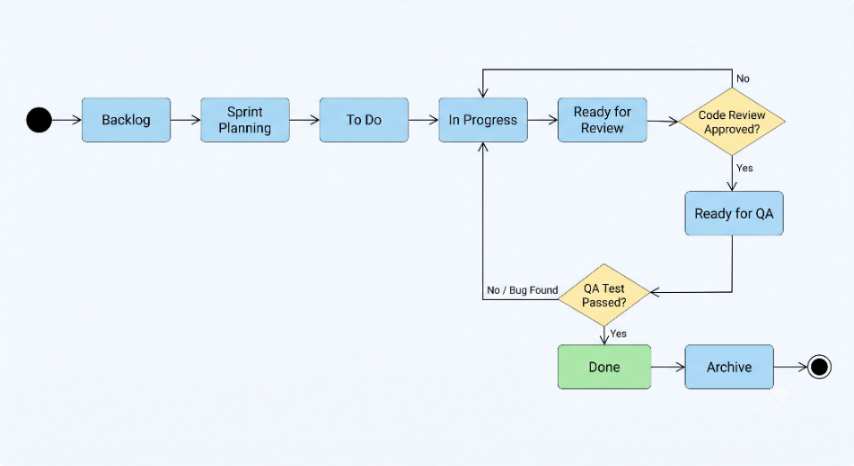 Backlog
Sprint
Planning
To Do
In Progress
Ready for
Review
Code Review
Approved?
No
Yes
Ready for QA
QA Test
Passed?
No / Bug Found
Yes
Done
Archive